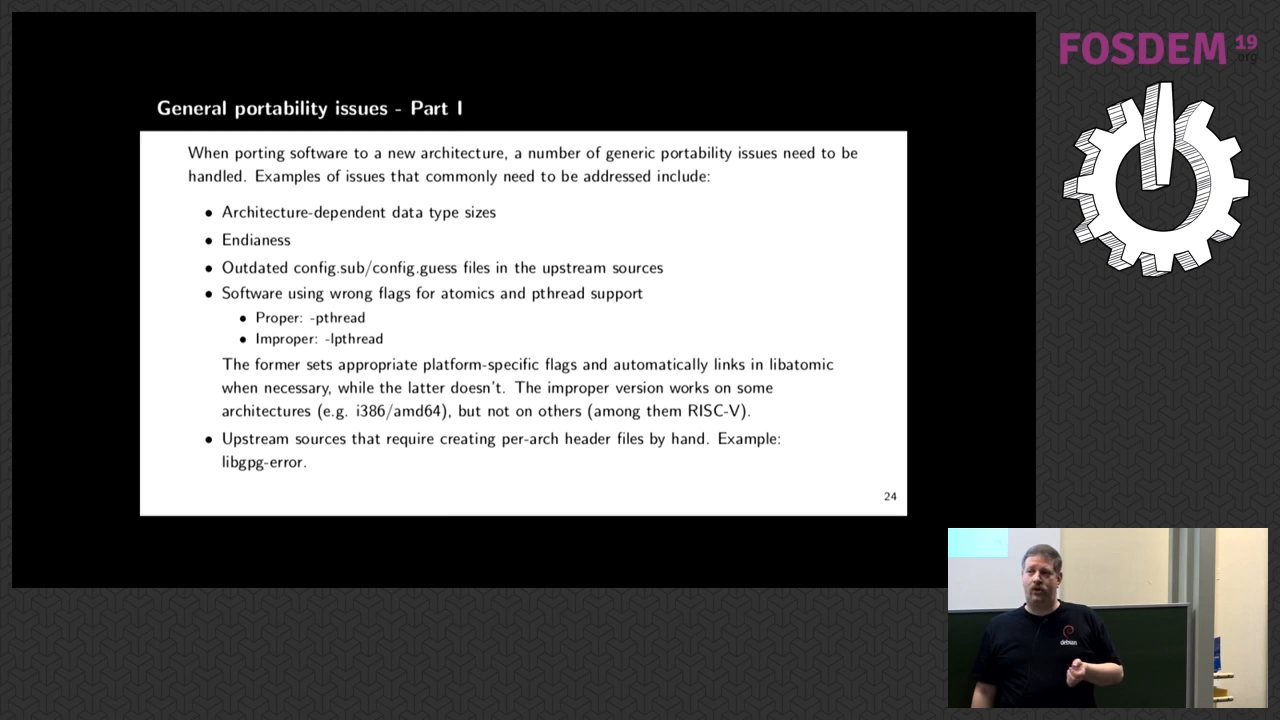 FOSDEM 19
.org
General portability issues - Part I
When porting software to a new architecture, a number of generic portability issues need to be
handled. Examples of issues that commonly need to be addressed include:
• Architecture-dependent data type sizes
• Endianess
• Outdated config.sub/config.guess files in the upstream sources
• Software using wrong flags for atomics and pthread support
• Proper: -pthread
• Improper: -lpthread
The former sets appropriate platform-specific flags and automatically links in libatomic
when necessary, while the latter doesn't. The improper version works on some
architectures (e.g. i386/amd64), but not on others (among them RISC-V).
• Upstream sources that require creating per-arch header files by hand. Example:
libgpg-error.
24
debian